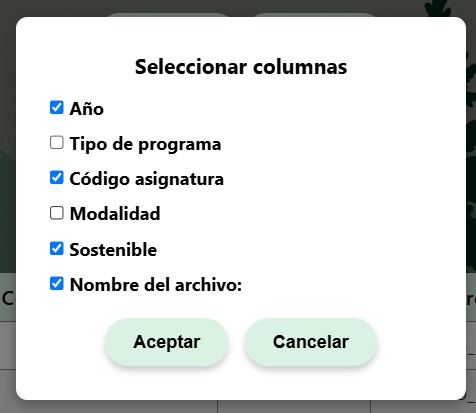 Seleccionar columnas
Año
Tipo de programa
Código asignatura
Modalidad
Sostenible
Nombre del archivo:
Aceptar
Cancelar